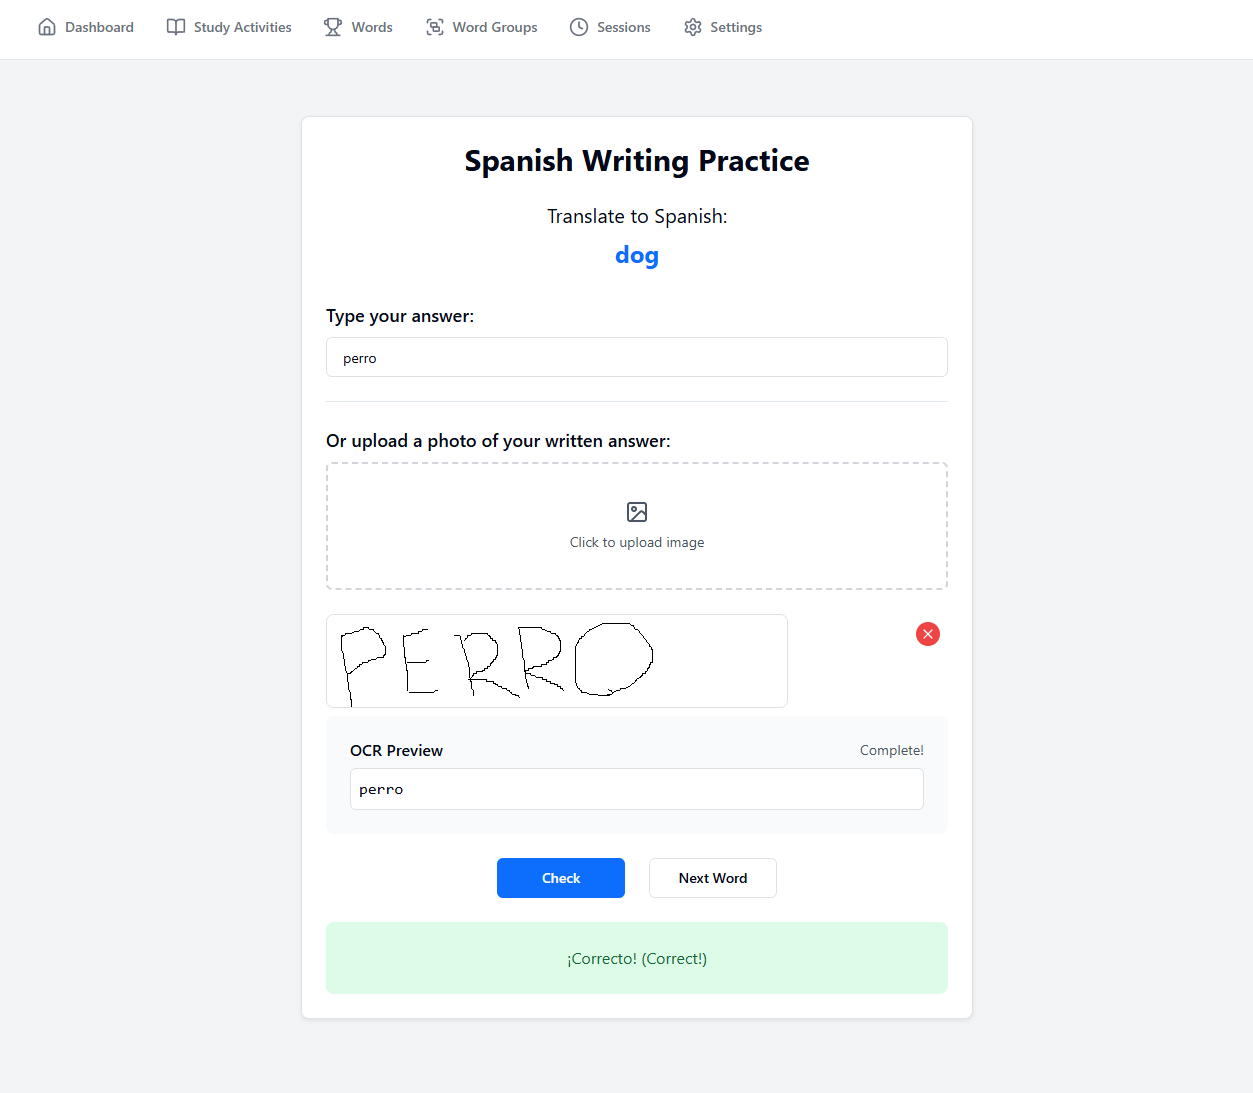 Dashboard
Study Activities
Words
Word Groups
Sessions
Settings
Spanish Writing Practice
Translate to Spanish:
dog
Type your answer:
perro
Or upload a photo of your written answer:
Click to upload image
PERRO
OCR Preview
Complete!
perro
Check
Next Word
¡Correcto! (Correct!)